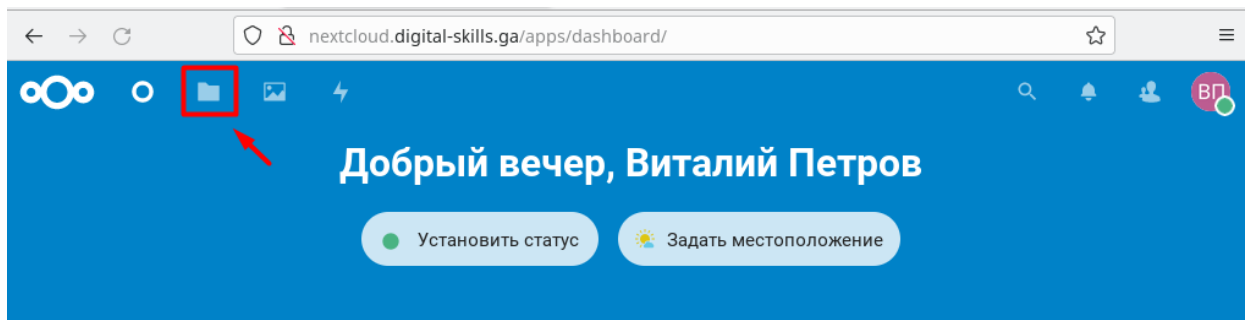 nextcloud.digital-skills.ga/apps/dashboard/
ВП
Добрый вечер, Виталий Петров
Установить статус
Задать местоположение